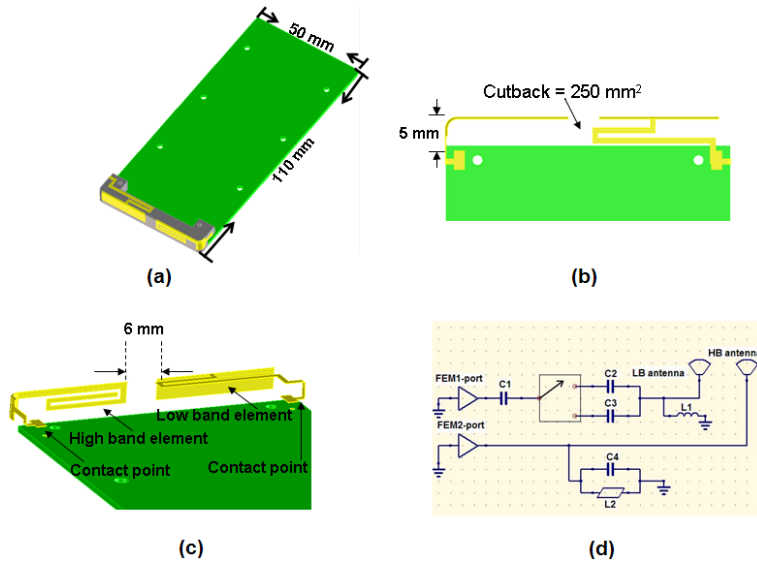 50 mm
110 mm
(a)
Cutback = 250 mm²
5 mm
(b)
6 mm
Low band element
High band element
Contact point
Contact point
(c)
HB antenna
C2
LB antenna
FEM1-port
C1
C3
L1
FEM2-port
C4
L2
(d)